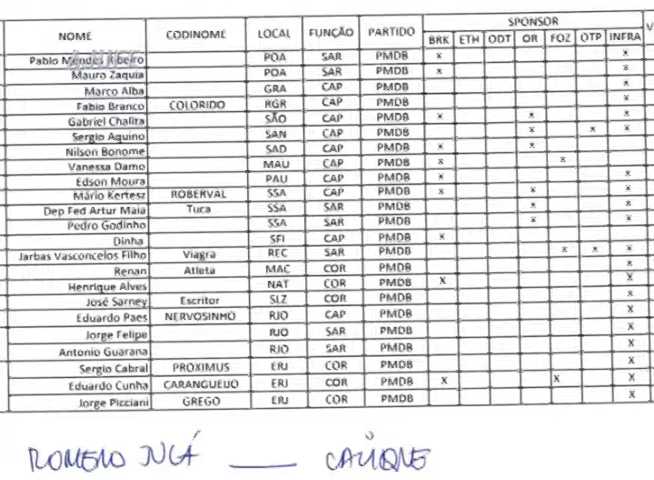 NOME CODINOME LOCAL FUNÇÃO PARTIDO SPONSOR V
BRK ETH ODT OR FOZ OTP INFRA
Pablo Mendes Ribeiro POA SAR PMDB x x
Mauro Zaquia POA SAR PMDB x x
Marco Alba GRA CAP PMDB x
Fabio Branco COLORIDO RGR CAP PMDB x
Gabriel Chalita SÃO CAP PMDB x x x
Sergio Aquino SAN CAP PMDB x x x
Nilson Bonome SAD CAP PMDB x x
Vanessa Damo MAU CAP PMDB x x
Edson Moura PAU CAP PMDB x x
Mário Kertesz ROBERVAL SSA CAP PMDB x x x
Dep Fed Artur Maia Tuca SSA SAR PMDB x x
Pedro Godinho SSA SAR PMDB x x
Dinha SFI CAP PMDB x
Jarbas Vasconcelos Filho Viagra REC SAR PMDB x x x
Renan Atleta MAC COR PMDB x
Henrique Alves NAT COR PMDB x x
José Sarney Escritor SLZ COR PMDB x
Eduardo Paes NERVOSINHO RJO CAP PMDB x
Jorge Felipe RJO SAR PMDB x
Antonio Guarana RJO SAR PMDB x
Sergio Cabral PROXIMUS ERJ COR PMDB x
Eduardo Cunha CARANGUEIJO ERJ COR PMDB x x x
Jorge Picciani GREGO ERJ COR PMDB x
ROMERO JUCÁ ____ CACIQUE